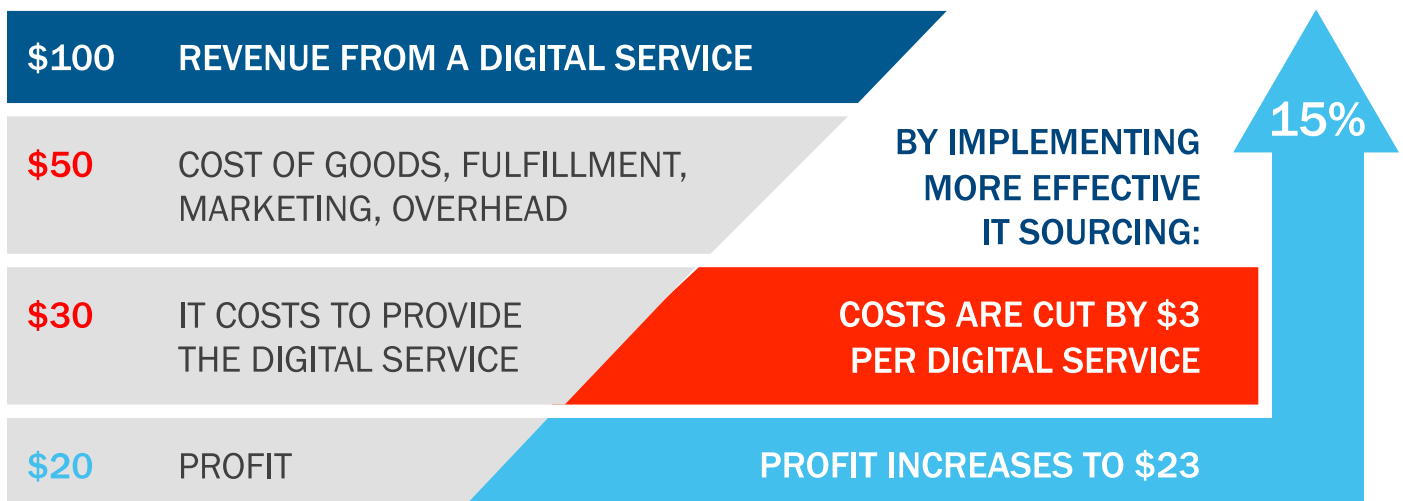 $100 REVENUE FROM A DIGITAL SERVICE
$50 COST OF GOODS, FULFILLMENT,
MARKETING, OVERHEAD
$30 IT COSTS TO PROVIDE
THE DIGITAL SERVICE
$20 PROFIT
BY IMPLEMENTING
MORE EFFECTIVE
IT SOURCING:
COSTS ARE CUT BY $3
PER DIGITAL SERVICE
PROFIT INCREASES TO $23
15%